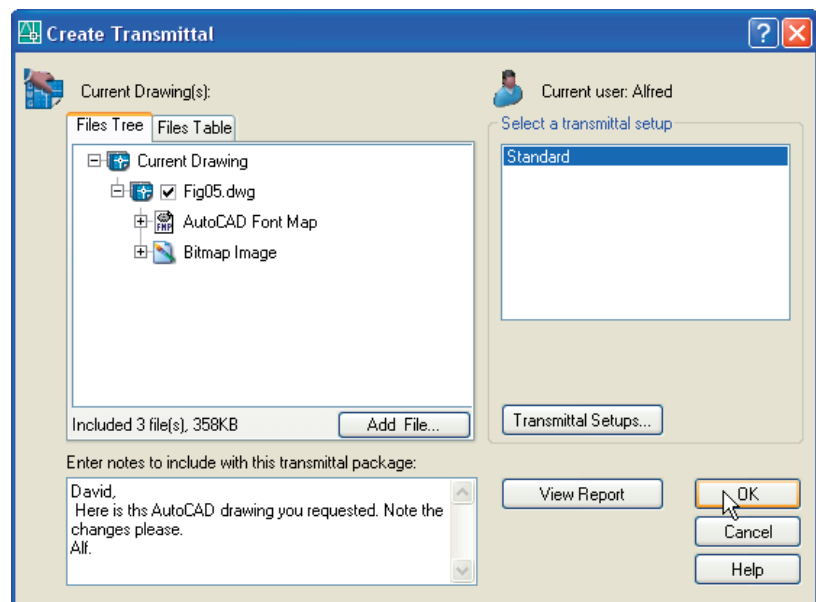 Create Transmittal
Current Drawing(s):
Current user: Alfred
Files Tree
Files Table
Select a transmittal setup
Current Drawing
Standard
Fig05.dwg
FMP
AutoCAD Font Map
Bitmap Image
Included 3 file(s), 358KB
Add File...
Transmittal Setups...
Enter notes to include with this transmittal package:
David,
Here is ths AutoCAD drawing you requested. Note the
changes please.
Alf.
View Report
OK
Cancel
Help